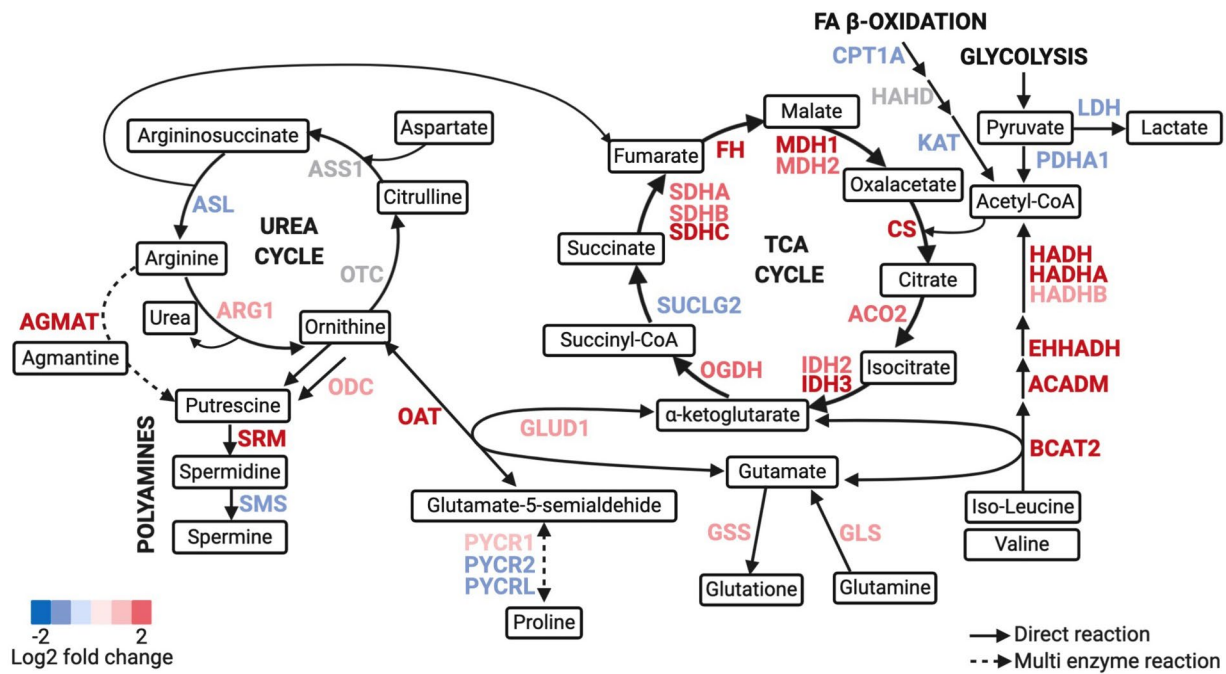 FA β-OXIDATION
CPT1A
GLYCOLYSIS
HAHD
Malate
Pyruvate
LDH
Lactate
Argininosuccinate
Aspartate
Fumarate
FH
MDH1
MDH2
KAT
PDHA1
ASS1
Citrulline
Oxalacetate
Acetyl-CoA
ASL
SDHA
SDHB
SDHC
CS
UREA
CYCLE
Succinate
TCA
CYCLE
Arginine
OTC
Citrate
HADH
HADHA
HADHB
Urea
ARG1
AGMAT
Ornithine
SUCLG2
ACO2
Agmantine
Succinyl-CoA
OGDH
IDH2
IDH3
Isocitrate
EHHADH
ODC
ACADM
Putrescine
OAT
GLUD1
α-ketoglutarate
POLYAMINES
SRM
BCAT2
Spermidine
Gutamate
SMS
Glutamate-5-semialdehide
Iso-Leucine
Spermine
PYCR1
PYCR2
PYCRL
GSS
GLS
Valine
Glutatione
Glutamine
Proline
-2
2
Log2 fold change
Direct reaction
Multi enzyme reaction